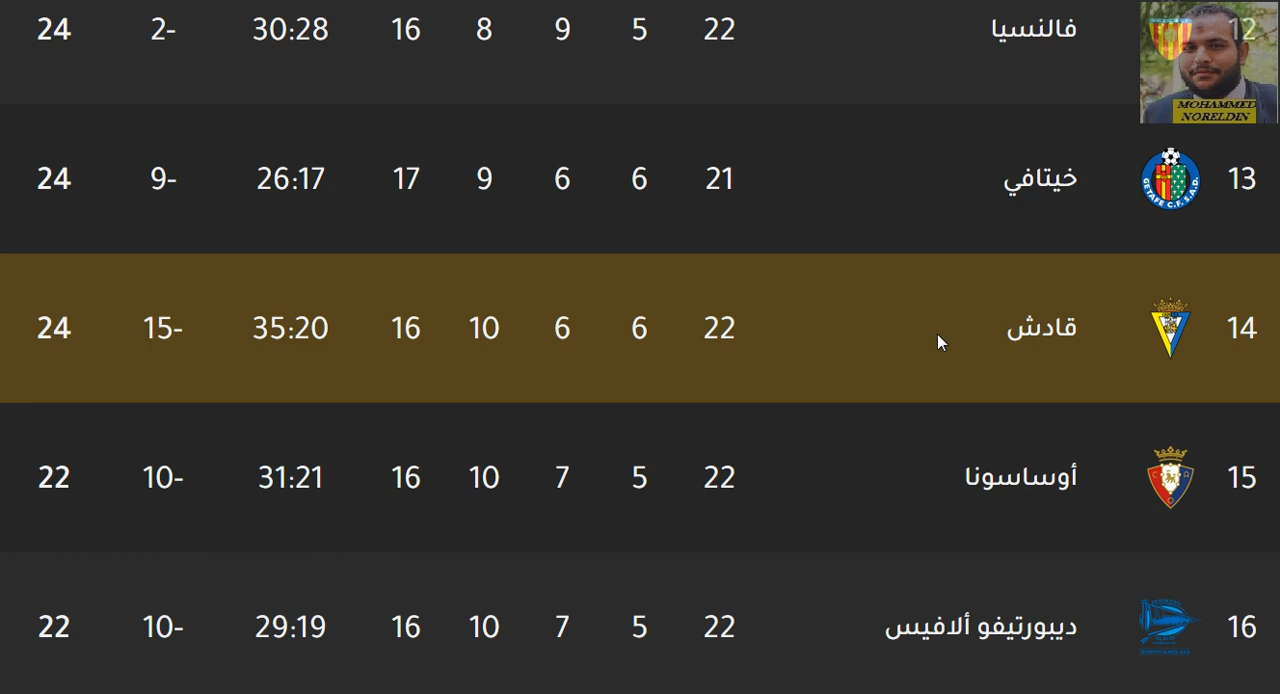 12 فالنسيا 22 5 9 8 16 30:28 2- 24
MOHAMMED
NORELDIN
13 خيتافي 21 6 6 9 17 26:17 9- 24
GETAFE C.F. S.A.D.
14 قادش 22 6 6 10 16 35:20 15- 24
15 أوساسونا 22 5 7 10 16 31:21 10- 22
16 ديبورتيفو ألافيس 22 5 7 10 16 29:19 10- 22